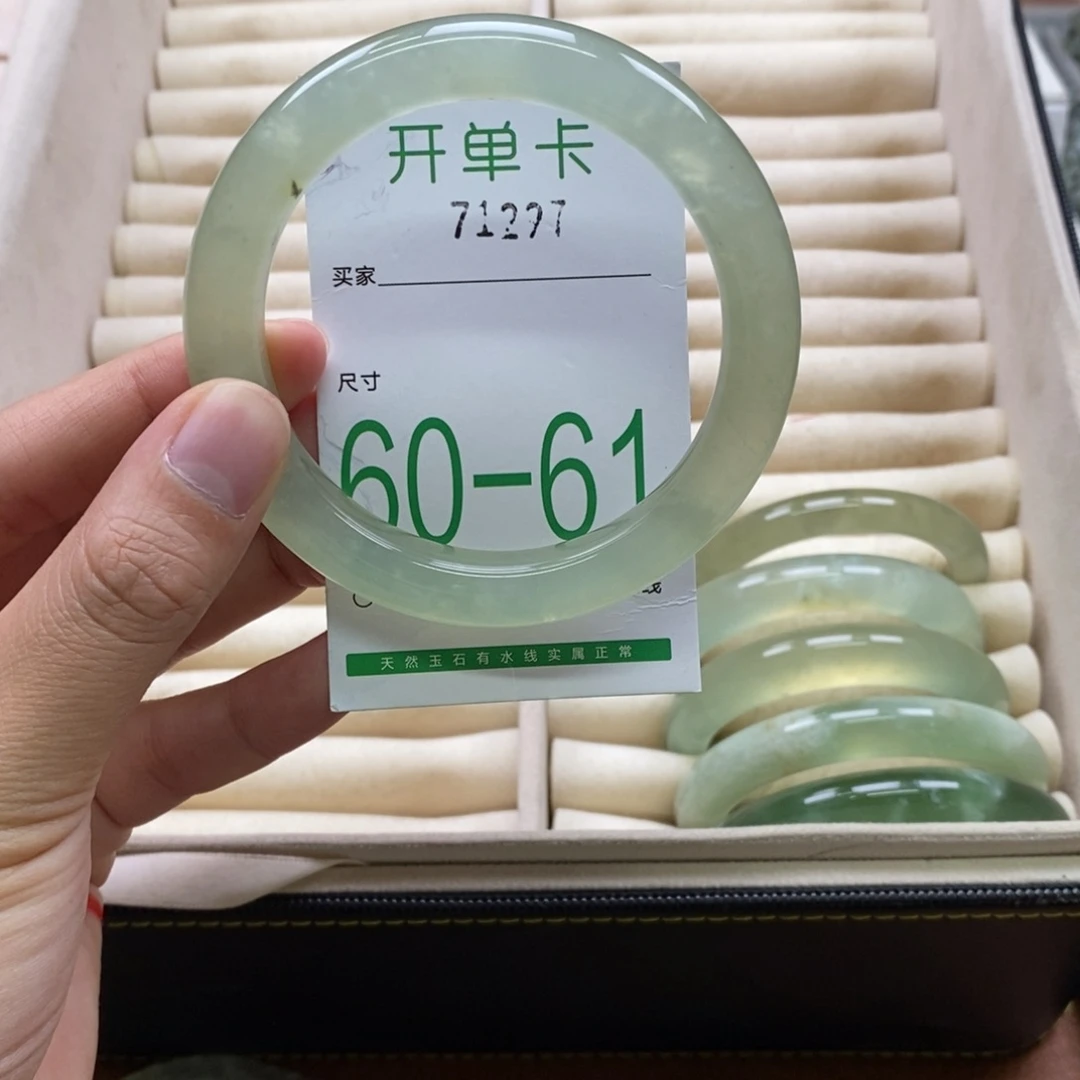 开单卡
71297
买家
尺寸
60-61
天然玉石有水线实属正常